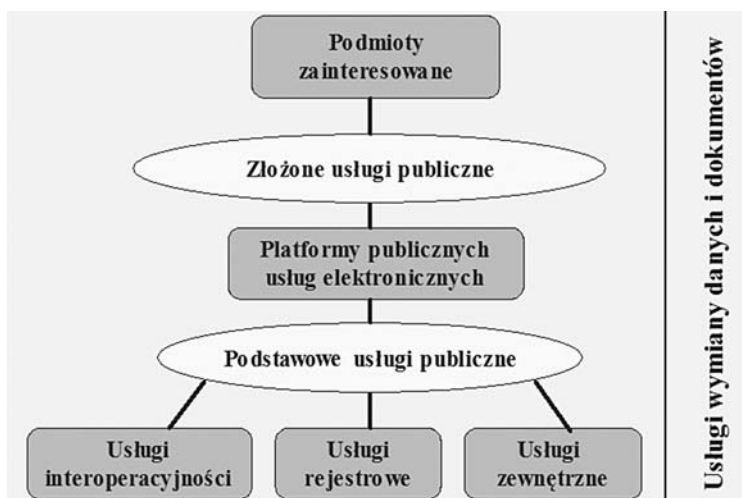 Podmioty
zainteresowane
Złożone usługi publiczne
Platformy publicznych
usług elektronicznych
Podstawowe usługi publiczne
Usługi
interoperacyjności
Usługi
rejestrowe
Usługi
zewnętrzne
Usługi wymiany danych i dokumentów